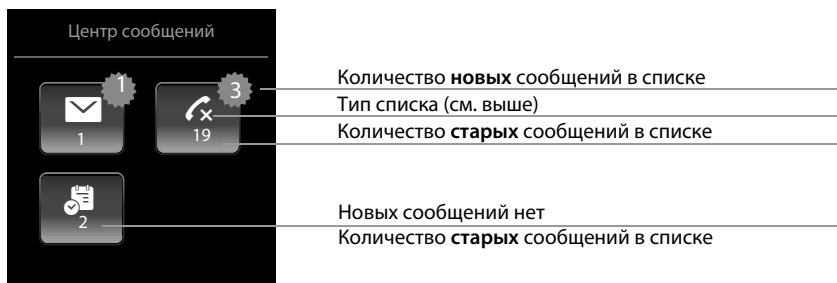 Центр сообщений
1
3
1
19
2
Количество новых сообщений в списке
Тип списка (см. выше)
Количество старых сообщений в списке
Новых сообщений нет
Количество старых сообщений в списке